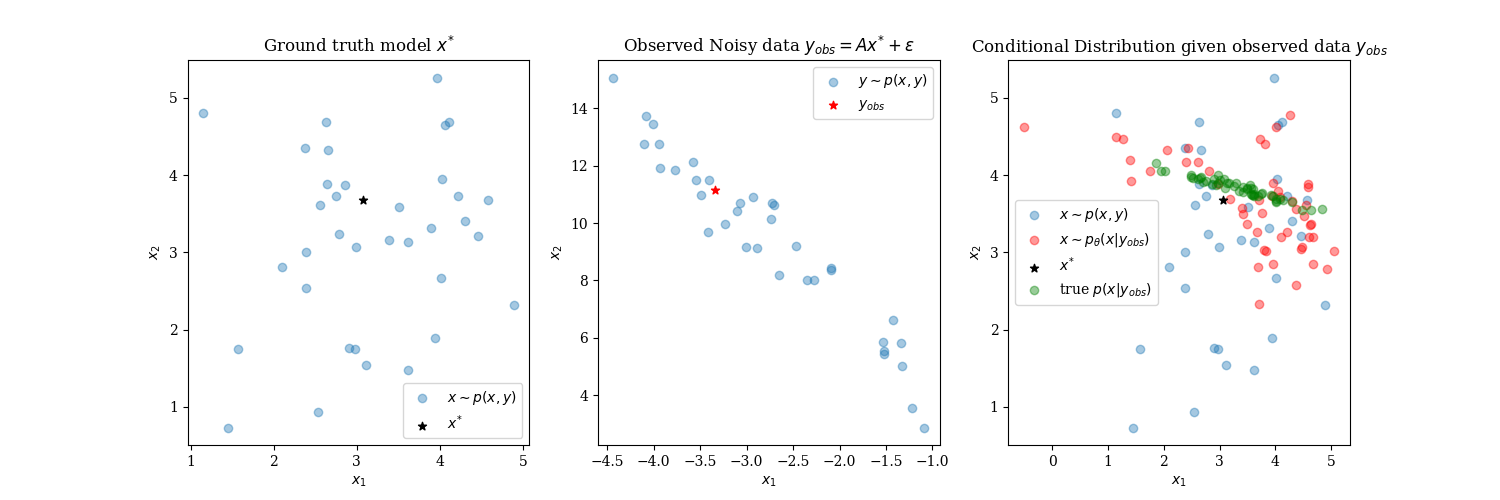 Ground truth model x*
5
4
3
2
1
x₂
1
2
3
4
5
x₁
x ~ p(x, y)
x*
Observed Noisy data y_obs = Ax* + ε
14
12
10
8
6
4
x₂
−4.5
−4.0
−3.5
−3.0
−2.5
−2.0
−1.5
−1.0
x₁
y ~ p(x, y)
y_obs
Conditional Distribution given observed data y_obs
5
4
3
2
1
x₂
0
1
2
3
4
5
x₁
x ~ p(x, y)
x ~ p_θ(x|y_obs)
x*
true p(x|y_obs)